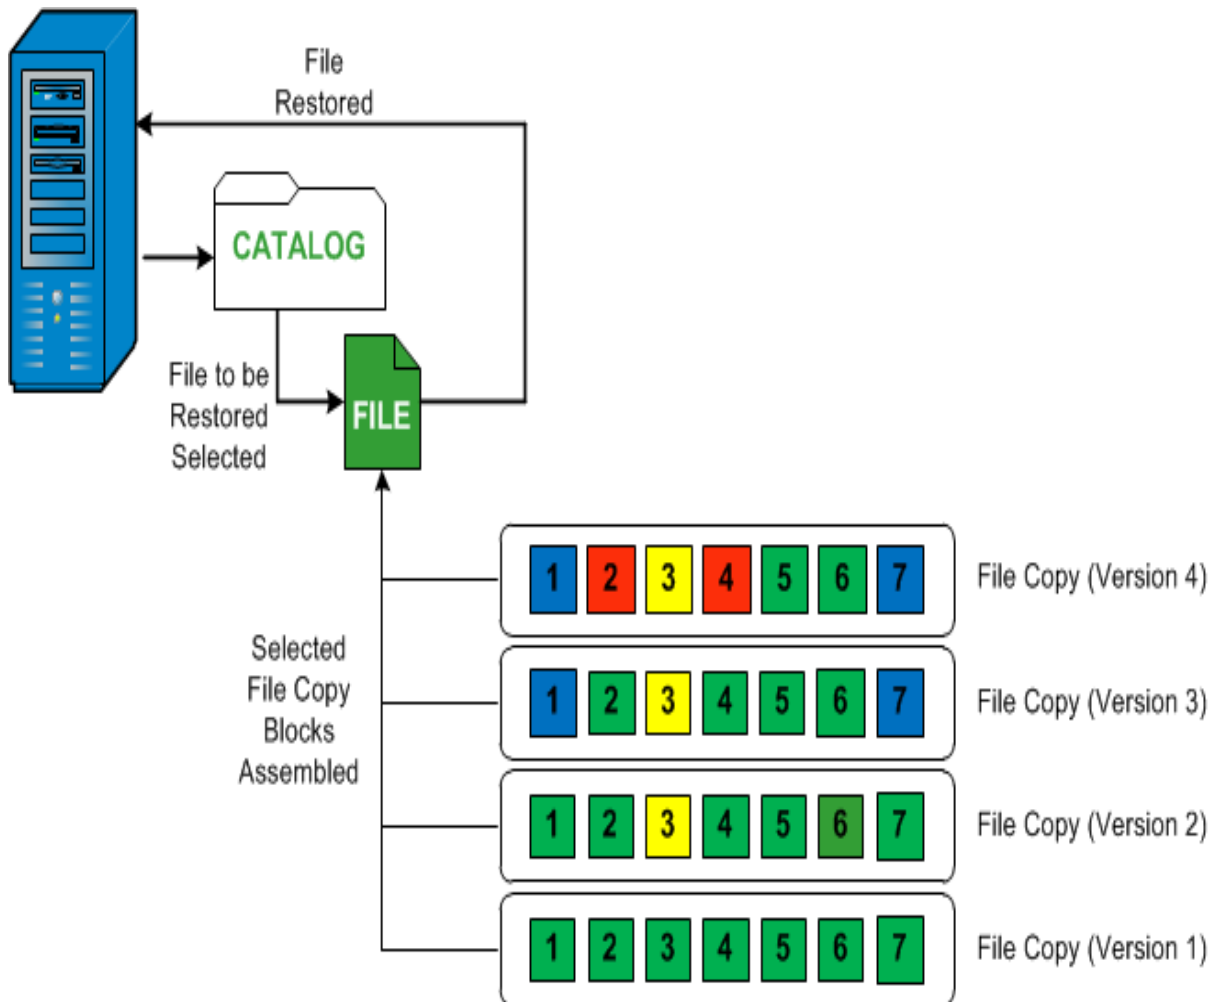 File
Restored
CATALOG
File to be
Restored
Selected
FILE
Selected
File Copy
Blocks
Assembled
1 2 3 4 5 6 7
File Copy (Version 4)
1 2 3 4 5 6 7
File Copy (Version 3)
1 2 3 4 5 6 7
File Copy (Version 2)
1 2 3 4 5 6 7
File Copy (Version 1)